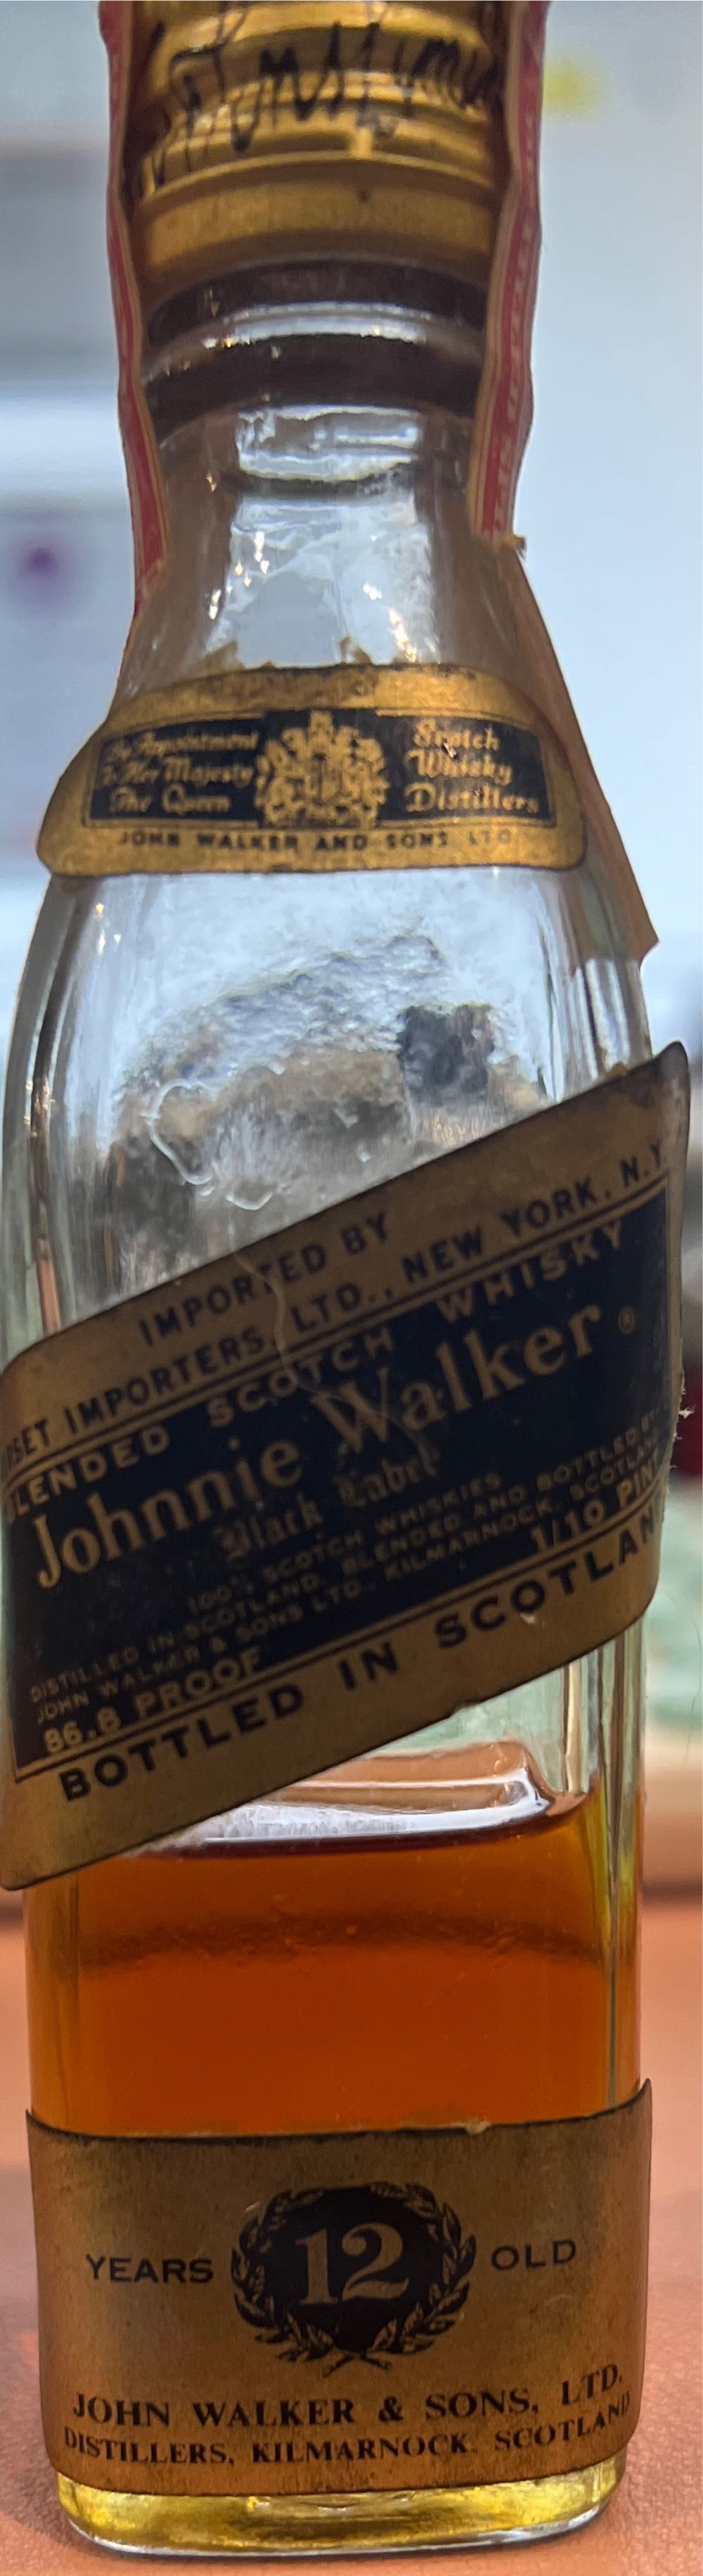 By Appointment
To Her Majesty
The Queen
Scotch
Whisky
Distillers
JOHN WALKER AND SONS LTD
IMPORTED BY
IMPORTERS, LTD., NEW YORK, N.Y.
BLENDED SCOTCH WHISKY
Johnnie Walker ®
Black Label
100% SCOTCH WHISKIES
DISTILLED IN SCOTLAND, BLENDED AND BOTTLED BY
JOHN WALKER & SONS LTD., KILMARNOCK, SCOTLAND
86.8 PROOF 1/10 PINT
BOTTLED IN SCOTLAND
YEARS 12 OLD
JOHN WALKER & SONS, LTD.
DISTILLERS, KILMARNOCK, SCOTLAND